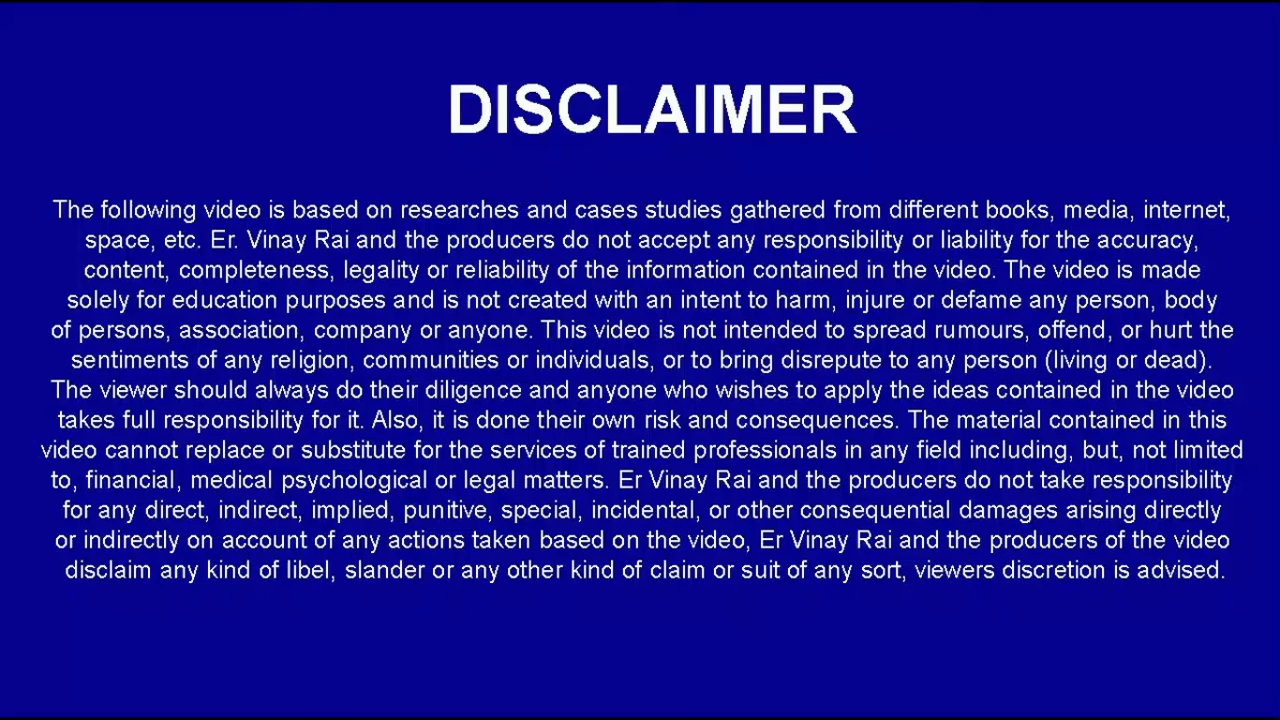 DISCLAIMER
The following video is based on researches and cases studies gathered from different books, media, internet,
space, etc. Er. Vinay Rai and the producers do not accept any responsibility or liability for the accuracy,
content, completeness, legality or reliability of the information contained in the video. The video is made
solely for education purposes and is not created with an intent to harm, injure or defame any person, body
of persons, association, company or anyone. This video is not intended to spread rumours, offend, or hurt the
sentiments of any religion, communities or individuals, or to bring disrepute to any person (living or dead).
The viewer should always do their diligence and anyone who wishes to apply the ideas contained in the video
takes full responsibility for it. Also, it is done their own risk and consequences. The material contained in this
video cannot replace or substitute for the services of trained professionals in any field including, but, not limited
to, financial, medical psychological or legal matters. Er Vinay Rai and the producers do not take responsibility
for any direct, indirect, implied, punitive, special, incidental, or other consequential damages arising directly
or indirectly on account of any actions taken based on the video, Er Vinay Rai and the producers of the video
disclaim any kind of libel, slander or any other kind of claim or suit of any sort, viewers discretion is advised.